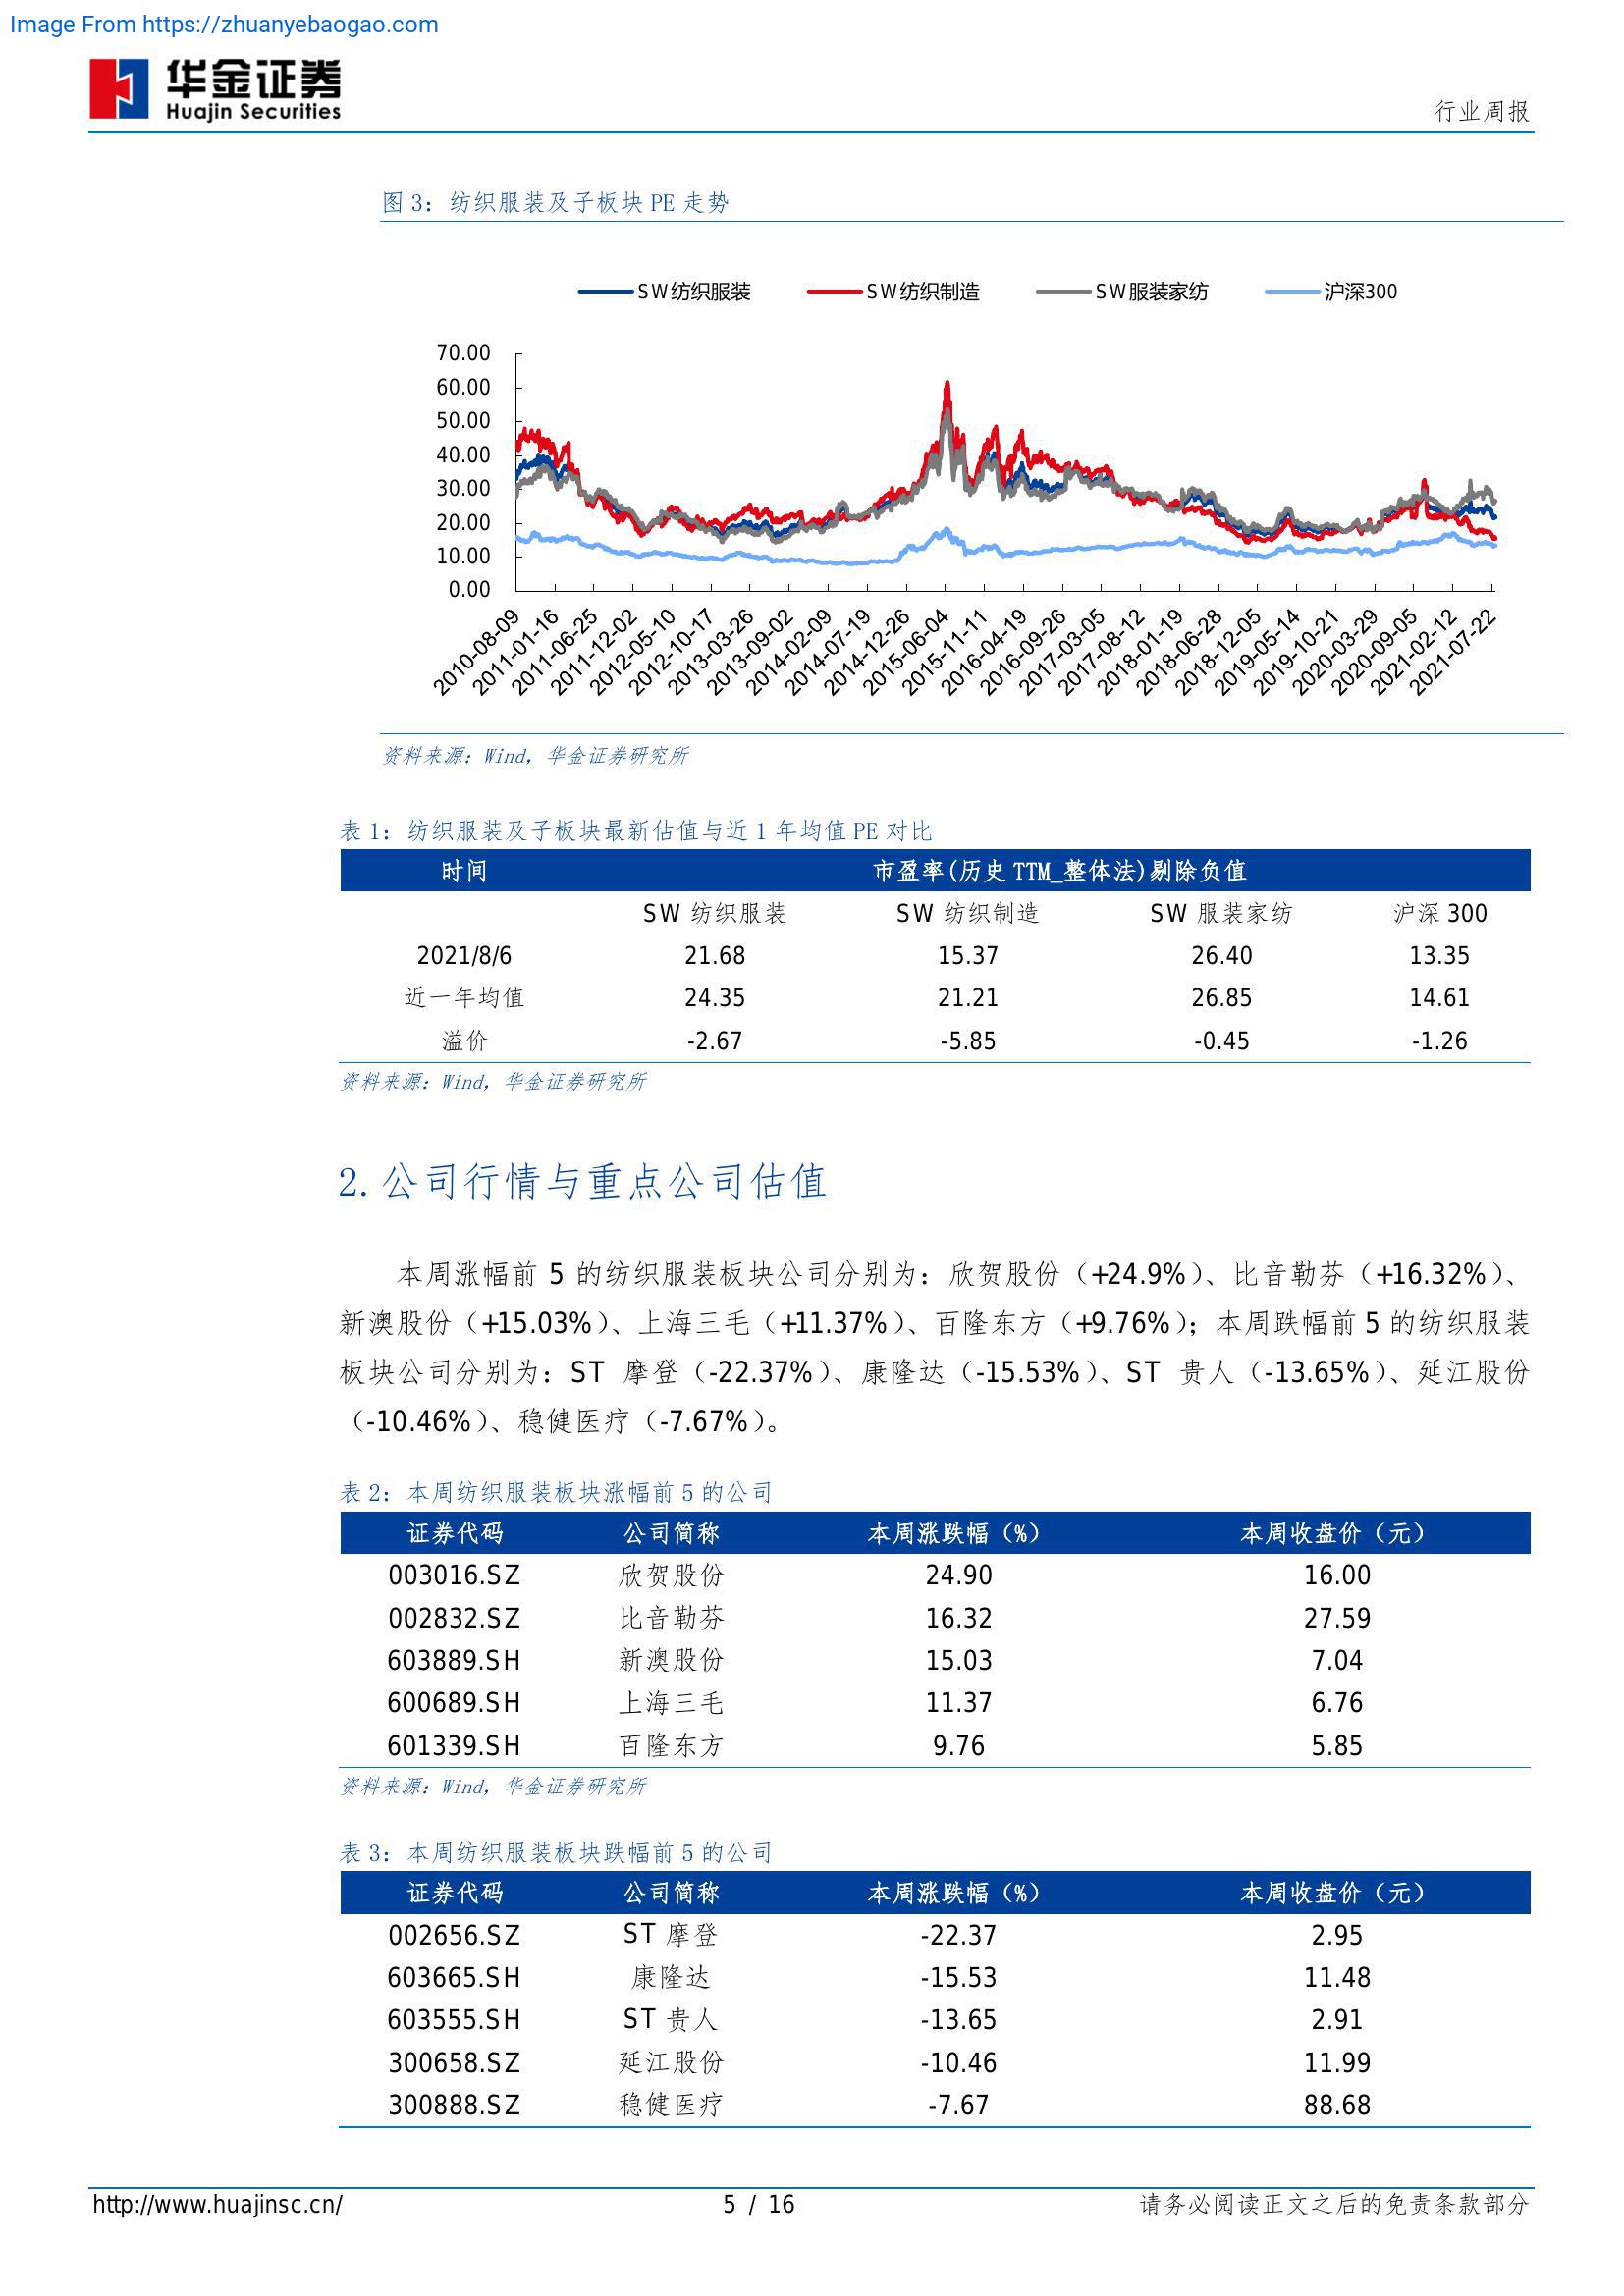 Image From https://zhuanyebaogao.com
华金证券
Huajin Securities
行业周报
图 3：纺织服装及子板块 PE 走势
SW纺织服装 SW纺织制造 SW服装家纺 沪深300
70.00
60.00
50.00
40.00
30.00
20.00
10.00
0.00
2010-08-09 2011-01-16 2011-06-25 2011-12-02 2012-05-10 2012-10-17 2013-03-26 2013-09-02 2014-02-09 2014-07-19 2014-12-26 2015-06-04 2015-11-11 2016-04-19 2016-09-26 2017-03-05 2017-08-12 2018-01-19 2018-06-28 2018-12-05 2019-05-14 2019-10-21 2020-03-29 2020-09-05 2021-02-12 2021-07-22
资料来源：Wind，华金证券研究所
表 1：纺织服装及子板块最新估值与近 1 年均值 PE 对比
时间 市盈率(历史 TTM_整体法)剔除负值
SW 纺织服装 SW 纺织制造 SW 服装家纺 沪深 300
2021/8/6 21.68 15.37 26.40 13.35
近一年均值 24.35 21.21 26.85 14.61
溢价 -2.67 -5.85 -0.45 -1.26
资料来源：Wind，华金证券研究所
2.公司行情与重点公司估值
本周涨幅前 5 的纺织服装板块公司分别为：欣贺股份（+24.9%）、比音勒芬（+16.32%）、
新澳股份（+15.03%）、上海三毛（+11.37%）、百隆东方（+9.76%）；本周跌幅前 5 的纺织服装
板块公司分别为：ST 摩登（-22.37%）、康隆达（-15.53%）、ST 贵人（-13.65%）、延江股份
（-10.46%）、稳健医疗（-7.67%）。
表 2：本周纺织服装板块涨幅前 5 的公司
证券代码 公司简称 本周涨跌幅（%） 本周收盘价（元）
003016.SZ 欣贺股份 24.90 16.00
002832.SZ 比音勒芬 16.32 27.59
603889.SH 新澳股份 15.03 7.04
600689.SH 上海三毛 11.37 6.76
601339.SH 百隆东方 9.76 5.85
资料来源：Wind，华金证券研究所
表 3：本周纺织服装板块跌幅前 5 的公司
证券代码 公司简称 本周涨跌幅（%） 本周收盘价（元）
002656.SZ ST 摩登 -22.37 2.95
603665.SH 康隆达 -15.53 11.48
603555.SH ST 贵人 -13.65 2.91
300658.SZ 延江股份 -10.46 11.99
300888.SZ 稳健医疗 -7.67 88.68
http://www.huajinsc.cn/ 5 / 16 请务必阅读正文之后的免责条款部分